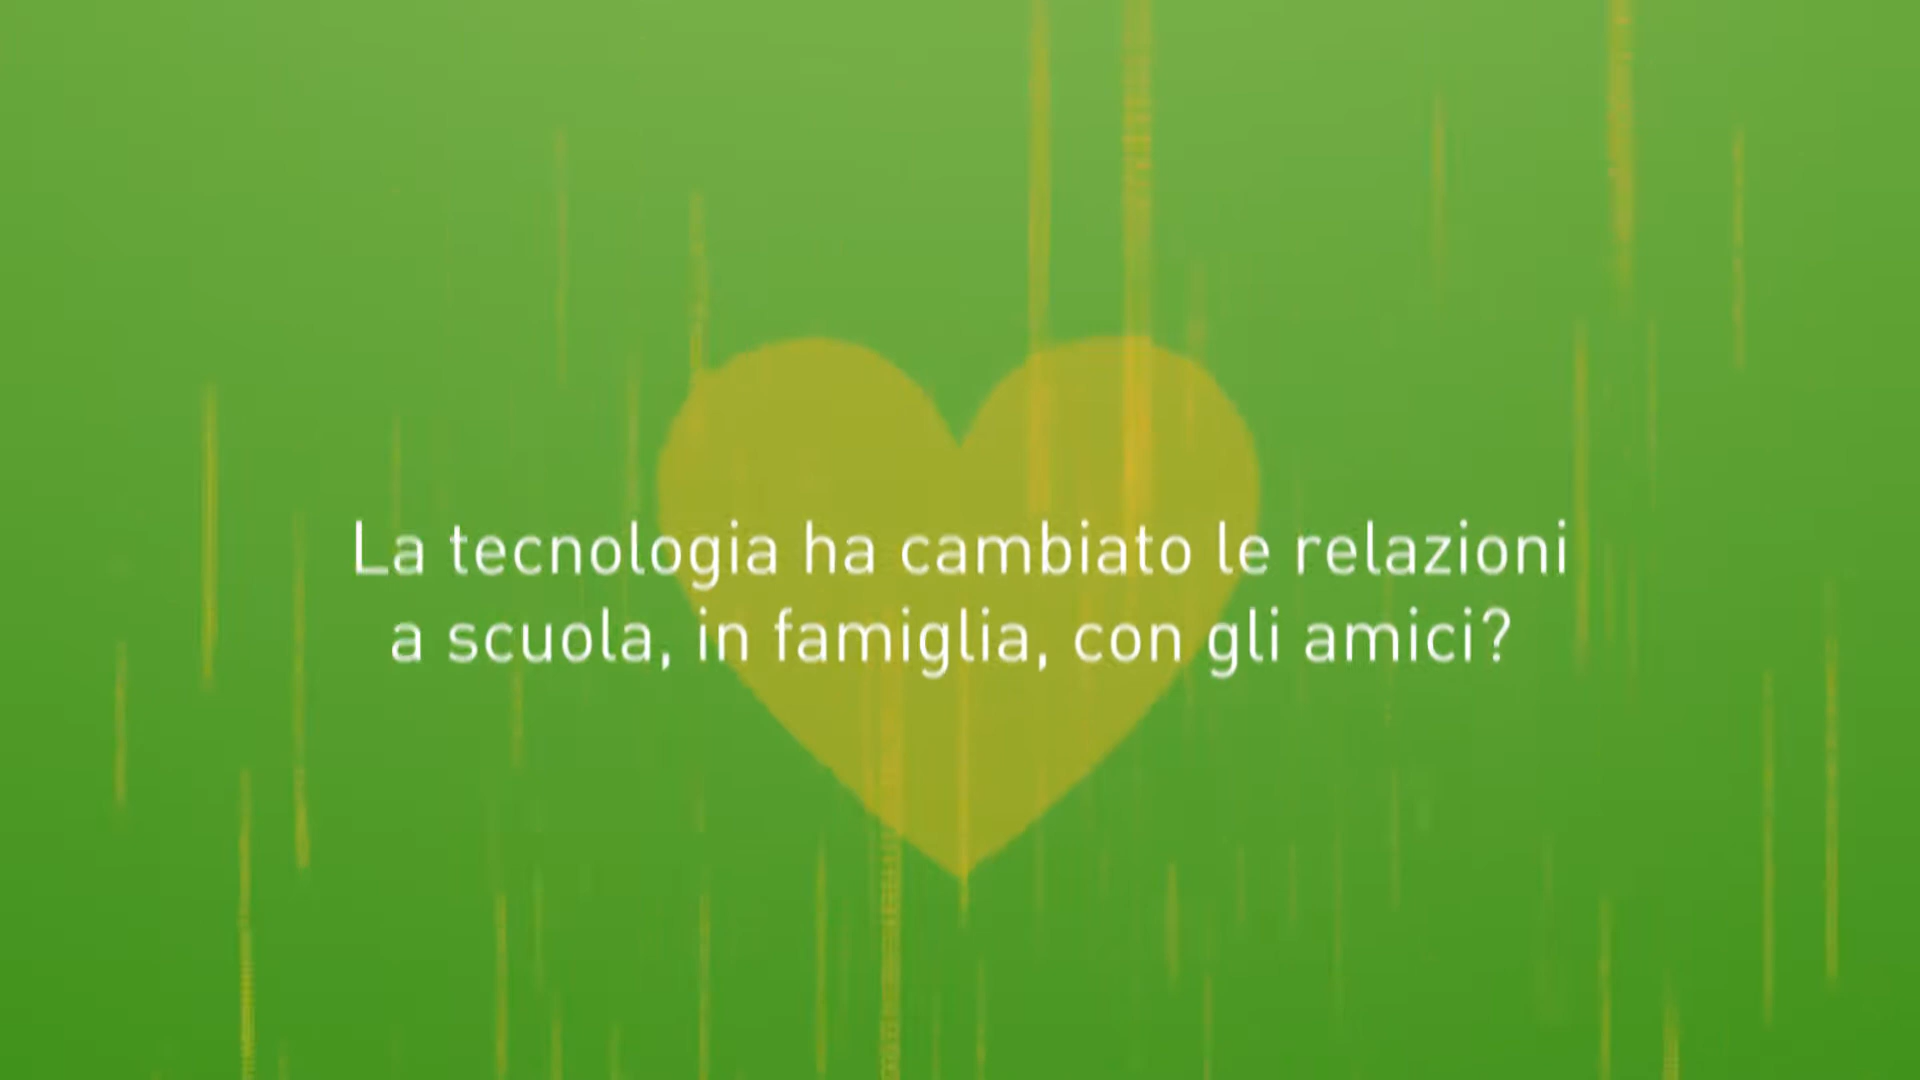 La tecnologia ha cambiato le relazioni
a scuola, in famiglia, con gli amici?